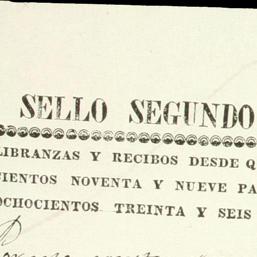 SELLO SEGUNDO
LIBRANZAS Y RECIBOS DESDE Q
CIENTOS NOVENTA Y NUEVE PA
OCHOCIENTOS TREINTA Y SEIS